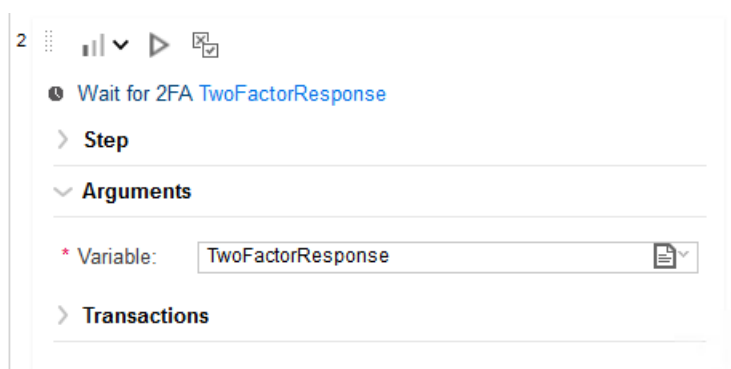 2
Wait for 2FA TwoFactorResponse
Step
Arguments
* Variable: TwoFactorResponse
Transactions